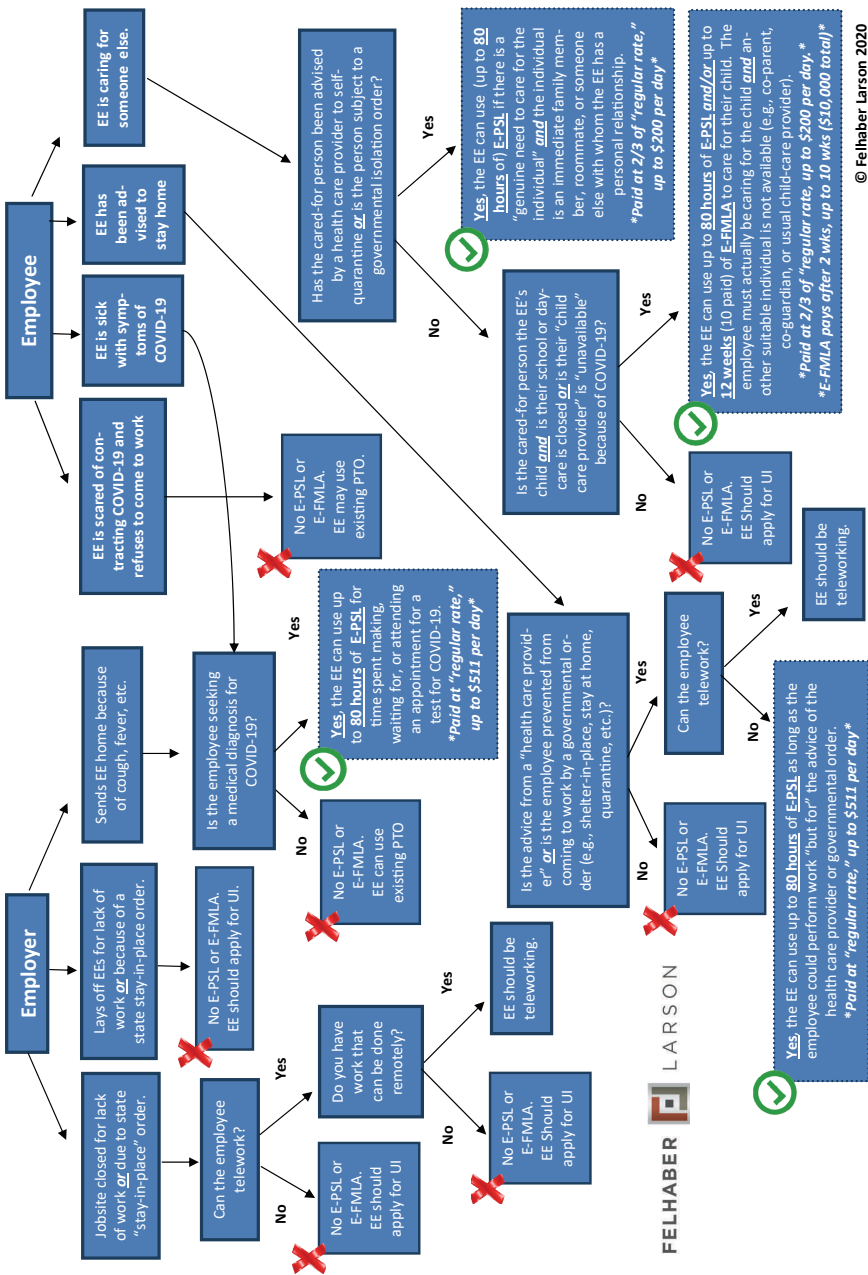 Employer
Employee
Jobsite closed for lack
of work or due to state
“stay-in-place” order.
Lays off EEs for lack of
work or because of a
state stay-in-place order.
Sends EE home because
of cough, fever, etc.
EE is scared of con-
tracting COVID-19 and
refuses to come to work
EE is sick
with symp-
toms of
COVID-19
EE has
been ad-
vised to
stay home
EE is caring for
someone else.
Can the employee
telework?
No
Yes
No E-PSL or
E-FMLA.
EE should
apply for UI
Do you have
work that
can be done
remotely?
No
Yes
No E-PSL or
E-FMLA.
EE Should
apply for UI
EE should be
teleworking.
No E-PSL or E-FMLA.
EE should apply for UI.
Is the employee seeking
a medical diagnosis for
COVID-19?
No
Yes
No E-PSL or
E-FMLA.
EE can use
existing PTO
Yes, the EE can use up
to 80 hours of E-PSL for
time spent making,
waiting for, or attending
an appointment for a
test for COVID-19.
*Paid at “regular rate,”
up to $511 per day*
No E-PSL or
E-FMLA.
EE may use
existing PTO.
Has the cared-for person been advised
by a health care provider to self-
quarantine or is the person subject to a
governmental isolation order?
No
Yes
Yes, the EE can use (up to 80
hours of) E-PSL if there is a
“genuine need to care for the
individual” and the individual
is an immediate family mem-
ber, roommate, or someone
else with whom the EE has a
personal relationship.
*Paid at 2/3 of “regular rate,”
up to $200 per day*
Is the cared-for person the EE’s
child and is their school or day-
care is closed or is their “child
care provider” is “unavailable”
because of COVID-19?
No
Yes
No E-PSL or
E-FMLA.
EE Should
apply for UI
Yes, the EE can use up to 80 hours of E-PSL and/or up to
12 weeks (10 paid) of E-FMLA to care for their child. The
employee must actually be caring for the child and an-
other suitable individual is not available (e.g., co-parent,
co-guardian, or usual child-care provider).
*Paid at 2/3 of “regular rate, up to $200 per day.*
*E-FMLA pays after 2 wks, up to 10 wks ($10,000 total)*
Is the advice from a “health care provid-
er” or is the employee prevented from
coming to work by a governmental or-
der (e.g., shelter-in-place, stay at home,
quarantine, etc.)?
No
Yes
No E-PSL or
E-FMLA.
EE Should
apply for UI
Can the employee
telework?
No
Yes
EE should be
teleworking.
Yes, the EE can use up to 80 hours of E-PSL as long as the
employee could perform work “but for” the advice of the
health care provider or governmental order.
*Paid at “regular rate,” up to $511 per day*
FELHABER LARSON
© Felhaber Larson 2020